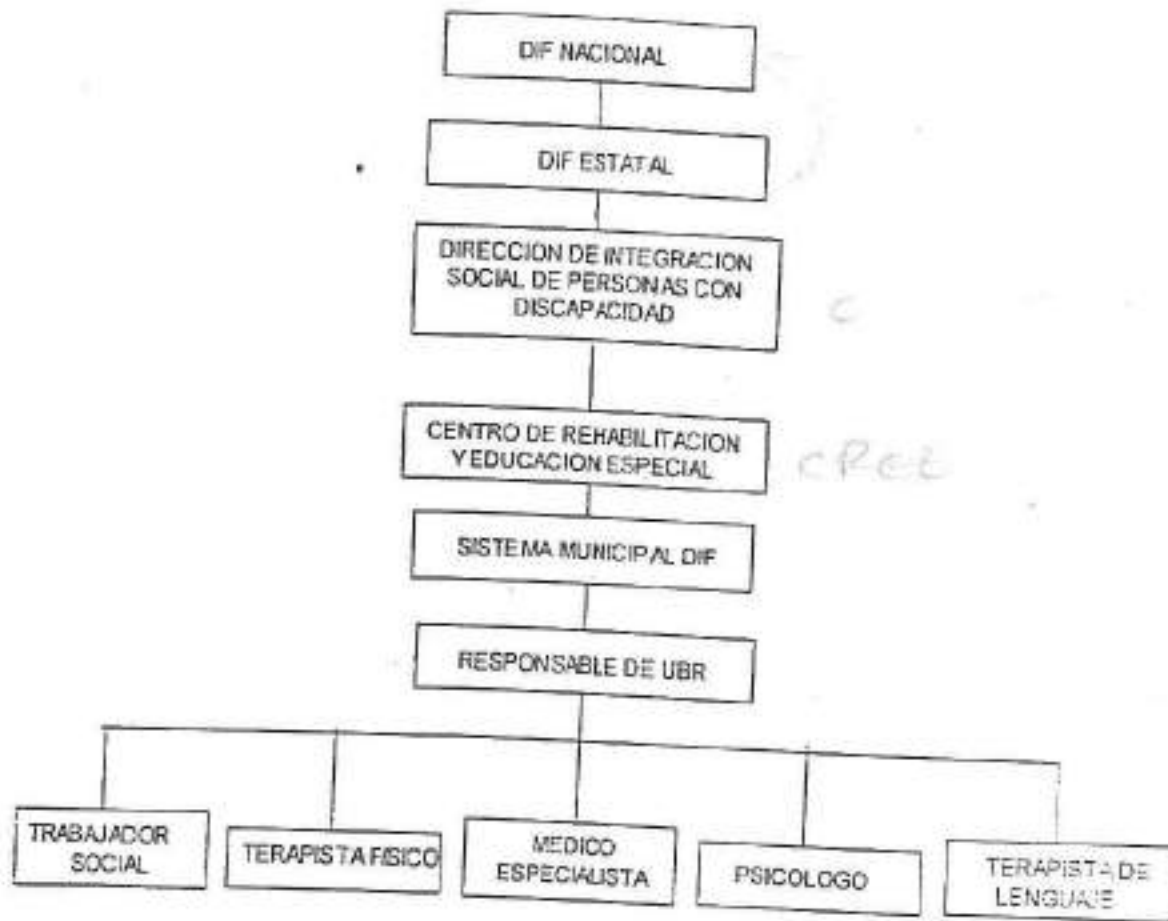 DIF NACIONAL
DIF ESTATAL
DIRECCION DE INTEGRACION
SOCIAL DE PERSONAS CON
DISCAPACIDAD
C
CENTRO DE REHABILITACION
Y EDUCACION ESPECIAL
SISTEMA MUNICIPAL DIF
RESPONSABLE DE UBR
TRABAJADOR
SOCIAL
TERAPISTA FISICO
MEDICO
ESPECIALISTA
PSICOLOGO
TERAPISTA DE
LENGUAJE